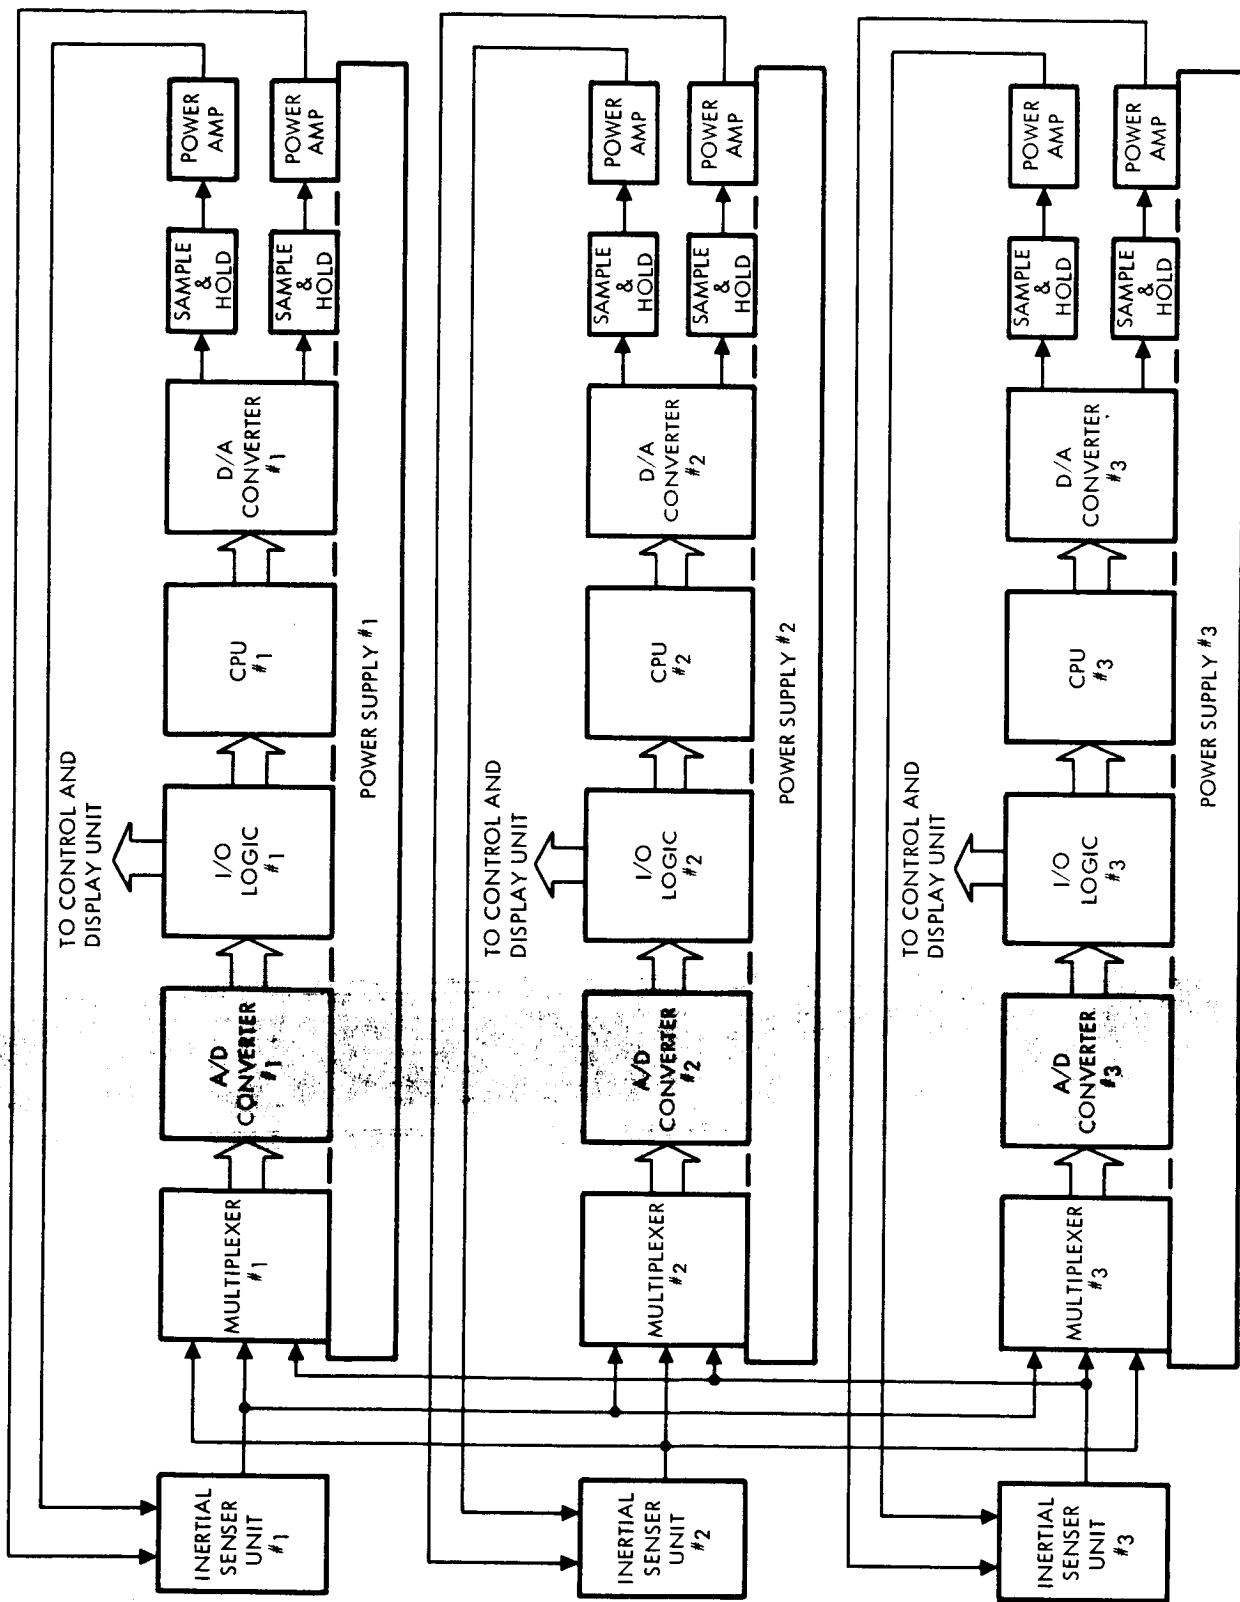 INERTIAL
SENSER
UNIT
#1
MULTIPLEXER
#1
A/D
CONVERTER
#1
TO CONTROL AND
DISPLAY UNIT
I/O
LOGIC
#1
CPU
#1
D/A
CONVERTER
#1
SAMPLE
&
HOLD
POWER
AMP
SAMPLE
&
HOLD
POWER
AMP
POWER SUPPLY #1
INERTIAL
SENSER
UNIT
#2
MULTIPLEXER
#2
A/D
CONVERTER
#2
TO CONTROL AND
DISPLAY UNIT
I/O
LOGIC
#2
CPU
#2
D/A
CONVERTER
#2
SAMPLE
&
HOLD
POWER
AMP
SAMPLE
&
HOLD
POWER
AMP
POWER SUPPLY #2
INERTIAL
SENSER
UNIT
#3
MULTIPLEXER
#3
A/D
CONVERTER
#3
TO CONTROL AND
DISPLAY UNIT
I/O
LOGIC
#3
CPU
#3
D/A
CONVERTER
#3
SAMPLE
&
HOLD
POWER
AMP
SAMPLE
&
HOLD
POWER
AMP
POWER SUPPLY #3